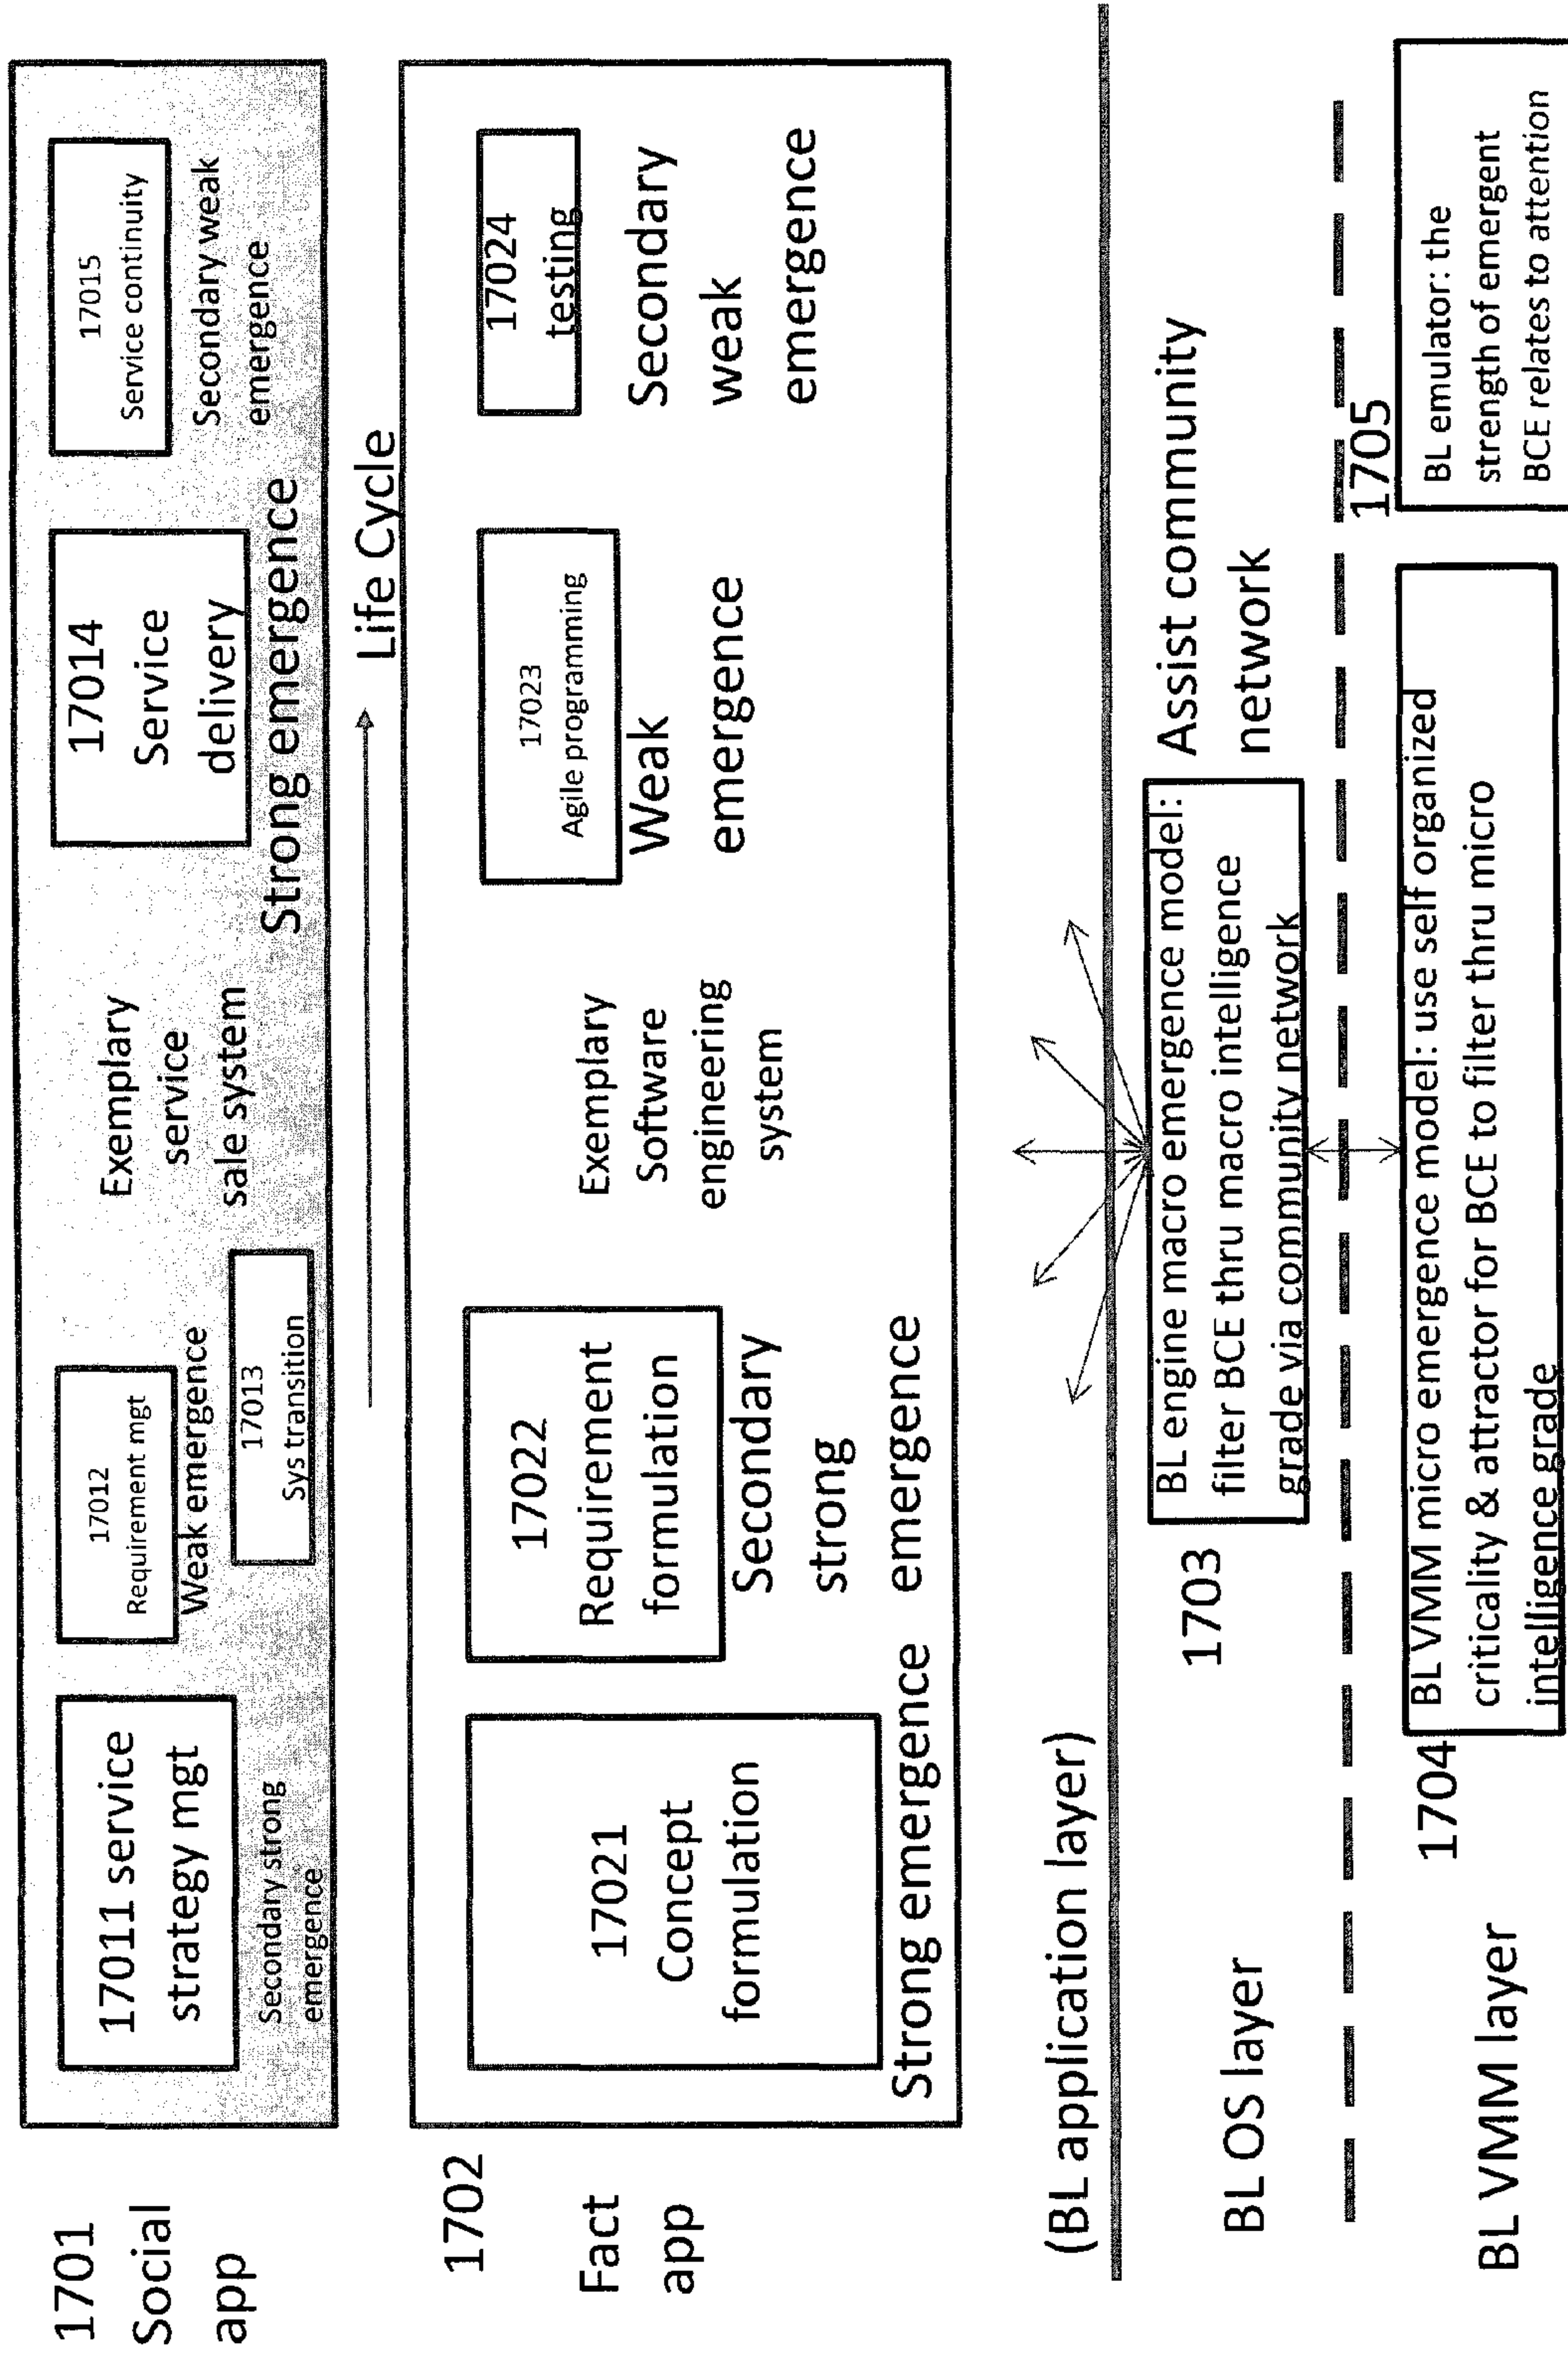 1701
Social
app
17011 service
strategy mgt
Secondary strong
emergence
17012
Requirement mgt
Weak emergence
17013
Sys transition
Exemplary
service
sale system
17014
Service
delivery
Strong emergence
17015
Service continuity
Secondary weak
emergence
Life Cycle
1702
Fact
app
17021
Concept
formulation
Strong emergence
17022
Requirement
formulation
Secondary
strong
emergence
Exemplary
Software
engineering
system
17023
Agile programming
Weak
emergence
17024
testing
Secondary
weak
emergence
(BL application layer)
BL OS layer
1703
BL engine macro emergence model:
filter BCE thru macro intelligence
grade via community network
Assist community
network
BL VMM layer
1704
BL VMM micro emergence model: use self organized
criticality & attractor for BCE to filter thru micro
intelligence grade
1705
BL emulator: the
strength of emergent
BCE relates to attention